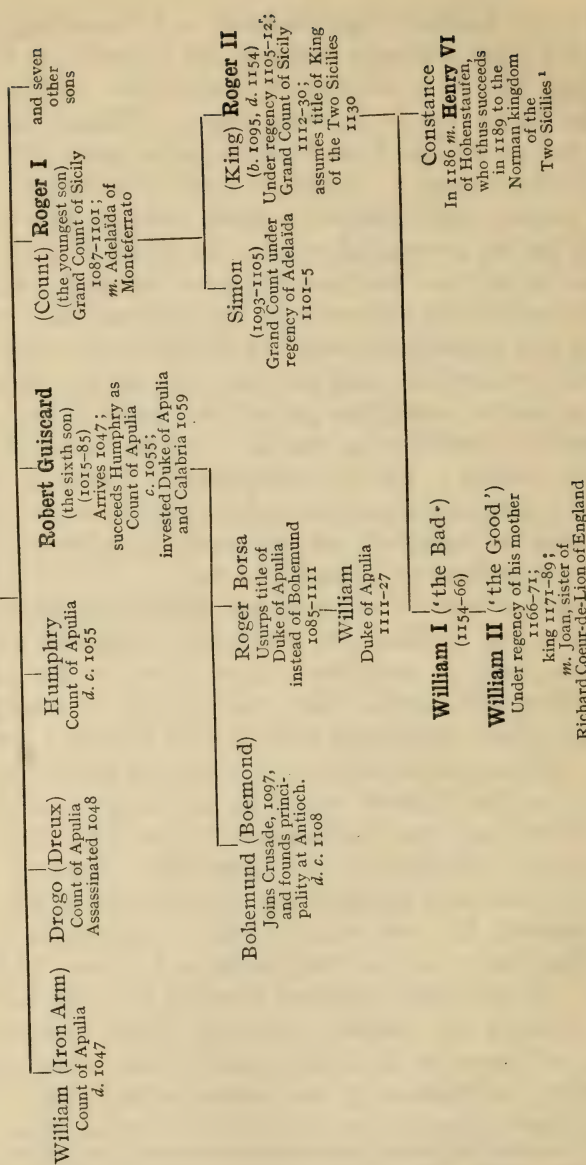 William (Iron Arm)
Count of Apulia
d. 1047
Drogo (Dreux)
Count of Apulia
Assassinated 1048
Humphry
Count of Apulia
d. c. 1055
Robert Guiscard
(the sixth son)
(1015–85)
Arrives 1047;
succeeds Humphry as
Count of Apulia
c. 1055;
invested Duke of Apulia
and Calabria 1059
(Count) Roger I
(the youngest son)
Grand Count of Sicily
1087–1101;
m. Adelaïda of
Monteferrato
and seven
other
sons
Bohemund (Boemond)
Joins Crusade, 1097,
and founds princi-
pality at Antioch.
d. c. 1108
Roger Borsa
Usurps title of
Duke of Apulia
instead of Bohemund
1085–1111
William
Duke of Apulia
1111–27
Simon
(1093–1105)
Grand Count under
regency of Adelaïda
1101–5
(King) Roger II
(b. 1095, d. 1154)
Under regency 1105–12;
Grand Count of Sicily
1112–30;
assumes title of King
of the Two Sicilies
1130
William I ('the Bad')
(1154–66)
William II ('the Good')
Under regency of his mother
1166–71;
king 1171–89;
m. Joan, sister of
Richard Coeur-de-Lion of England
Constance
In 1186 m. Henry VI
of Hohenstaufen,
who thus succeeds
in 1189 to the
Norman kingdom
of the
Two Sicilies¹